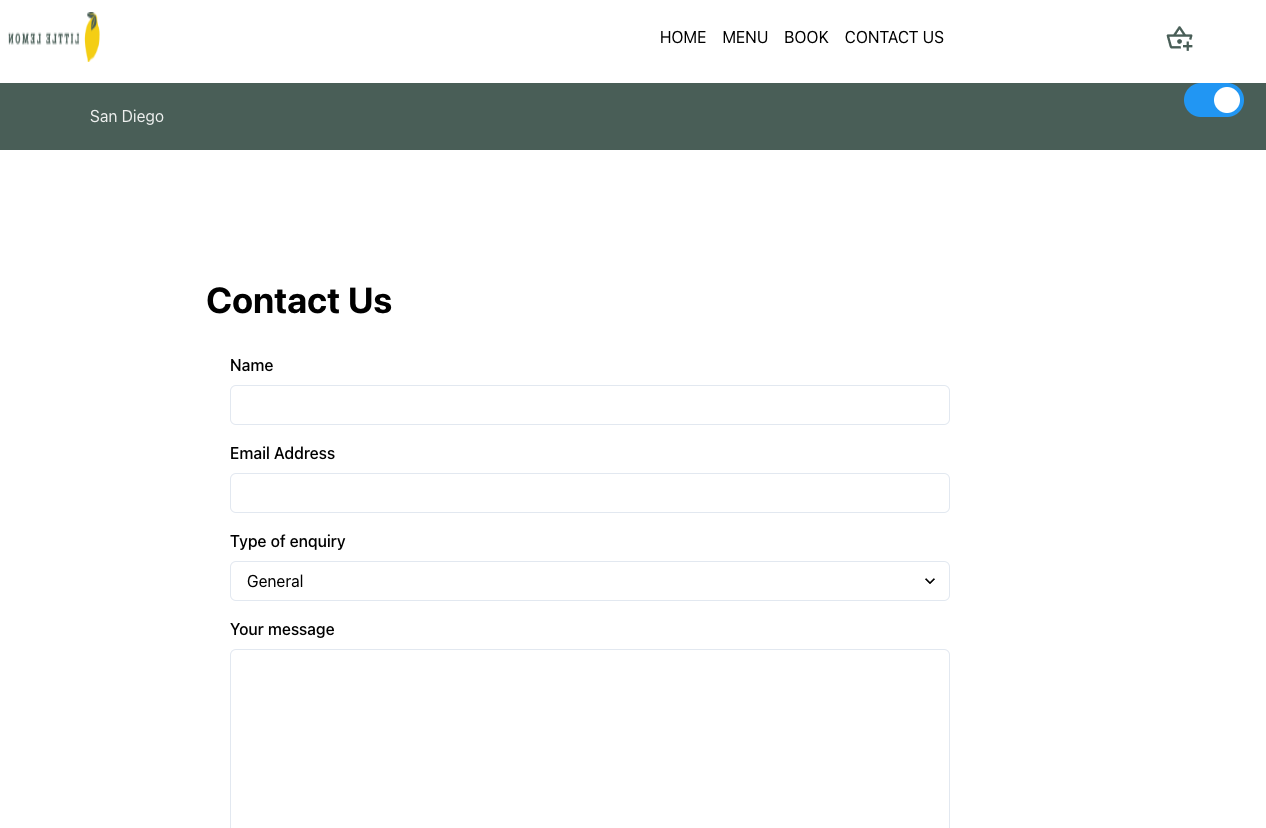 LITTLE LEMON
HOME MENU BOOK CONTACT US
San Diego
Contact Us
Name
Email Address
Type of enquiry
General
Your message